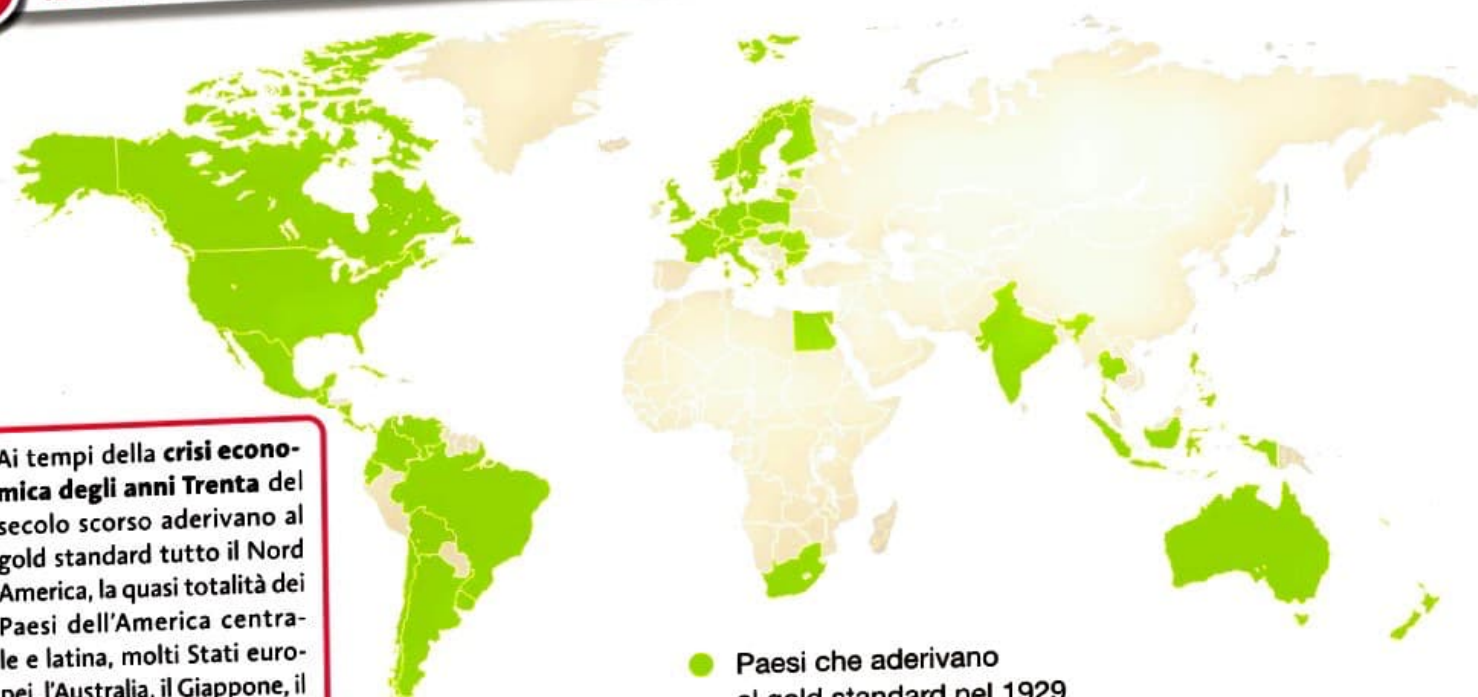 Ai tempi della crisi econo-
mica degli anni Trenta del
secolo scorso aderivano al
gold standard tutto il Nord
America, la quasi totalità dei
Paesi dell'America centra-
le e latina, molti Stati euro-
pei, l'Australia, il Giappone, il
Paesi che aderivano
al gold standard nel 1929